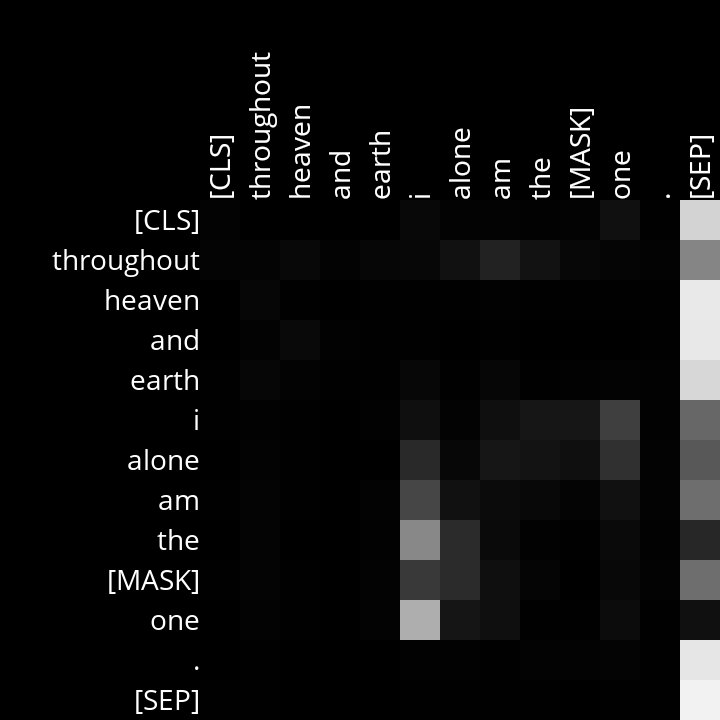 [CLS] throughout heaven and earth i alone am the [MASK] one . [SEP]
[CLS]
throughout
heaven
and
earth
i
alone
am
the
[MASK]
one
.
[SEP]